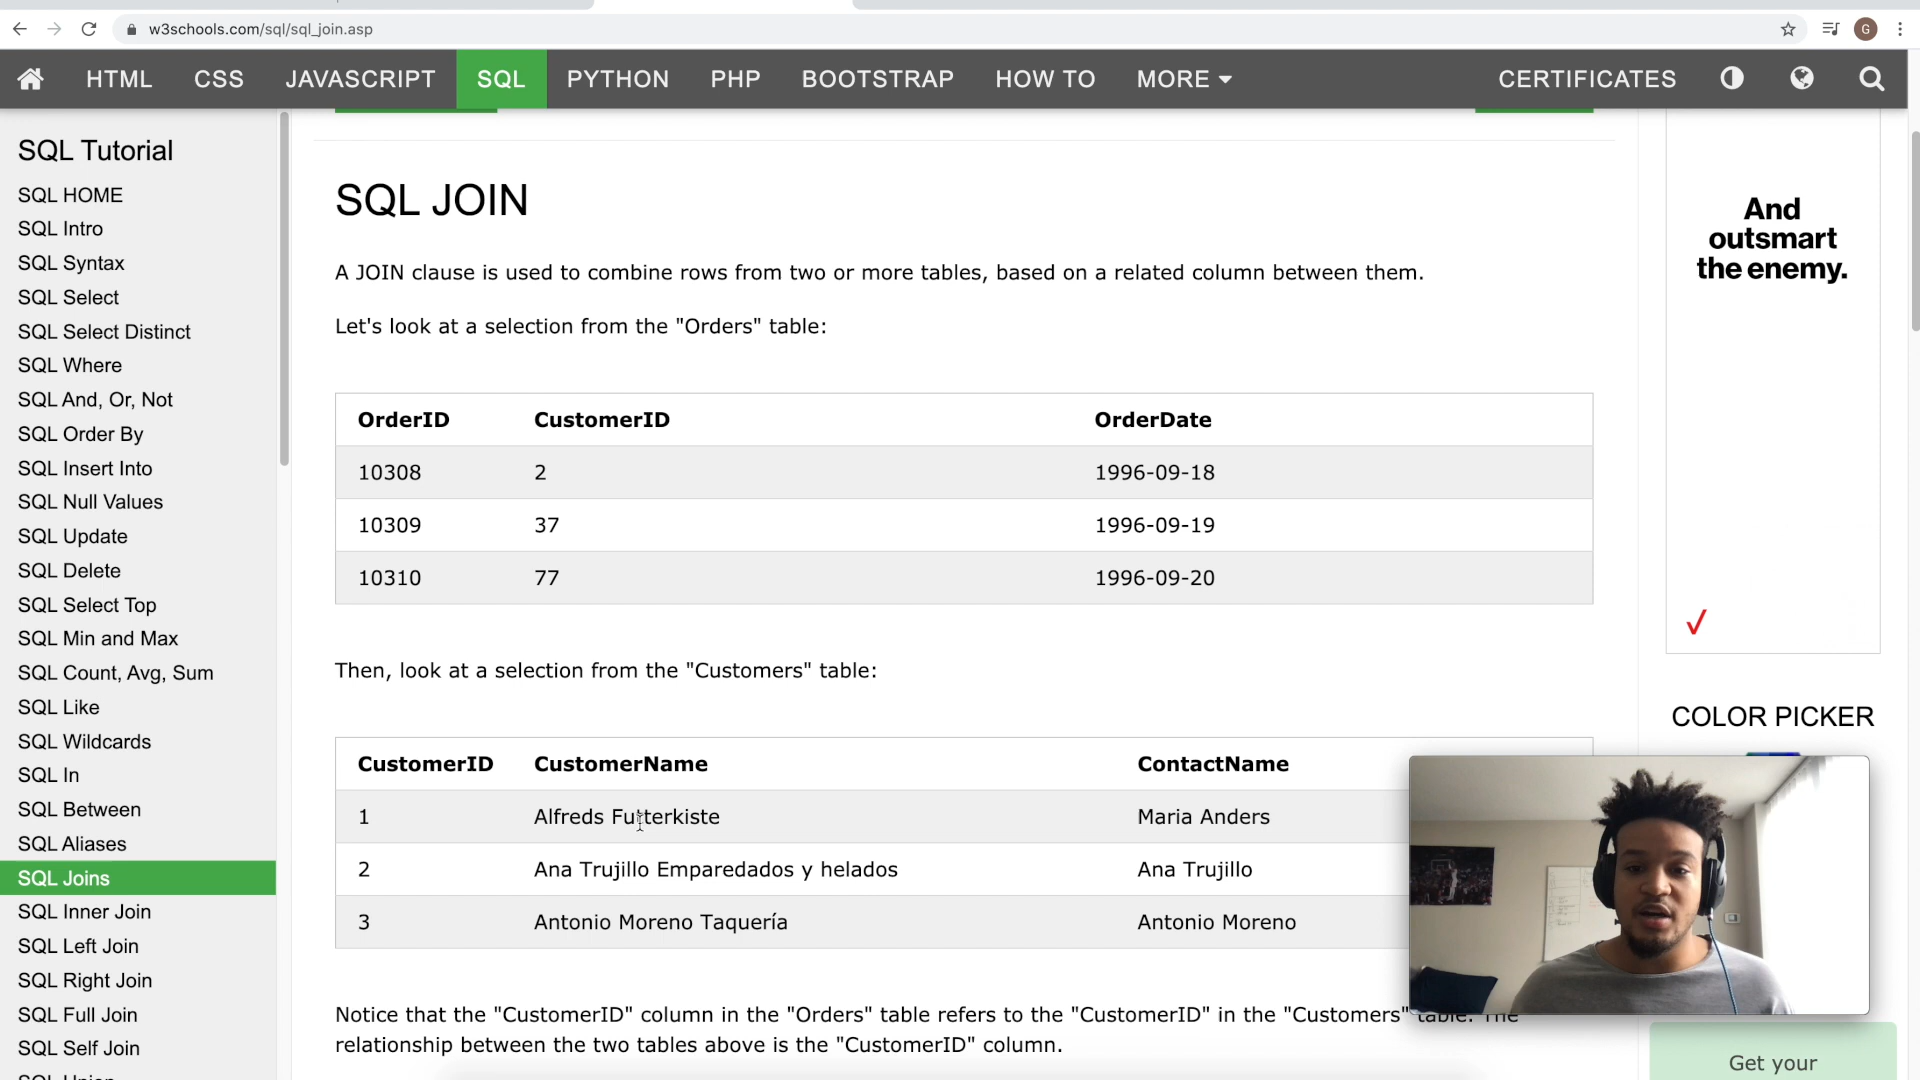 w3schools.com/sql/sql_join.asp
G
HTML CSS JAVASCRIPT SQL PYTHON PHP BOOTSTRAP HOW TO MORE CERTIFICATES
SQL Tutorial
SQL HOME
SQL Intro
SQL Syntax
SQL Select
SQL Select Distinct
SQL Where
SQL And, Or, Not
SQL Order By
SQL Insert Into
SQL Null Values
SQL Update
SQL Delete
SQL Select Top
SQL Min and Max
SQL Count, Avg, Sum
SQL Like
SQL Wildcards
SQL In
SQL Between
SQL Aliases
SQL Joins
SQL Inner Join
SQL Left Join
SQL Right Join
SQL Full Join
SQL Self Join
SQL JOIN
A JOIN clause is used to combine rows from two or more tables, based on a related column between them.
Let's look at a selection from the "Orders" table:
OrderID CustomerID OrderDate
10308 2 1996-09-18
10309 37 1996-09-19
10310 77 1996-09-20
Then, look at a selection from the "Customers" table:
CustomerID CustomerName ContactName
1 Alfreds Futterkiste Maria Anders
2 Ana Trujillo Emparedados y helados Ana Trujillo
3 Antonio Moreno Taquería Antonio Moreno
Notice that the "CustomerID" column in the "Orders" table refers to the "CustomerID" in the "Customers" table. The
relationship between the two tables above is the "CustomerID" column.
And
outsmart
the enemy.
COLOR PICKER
Get your